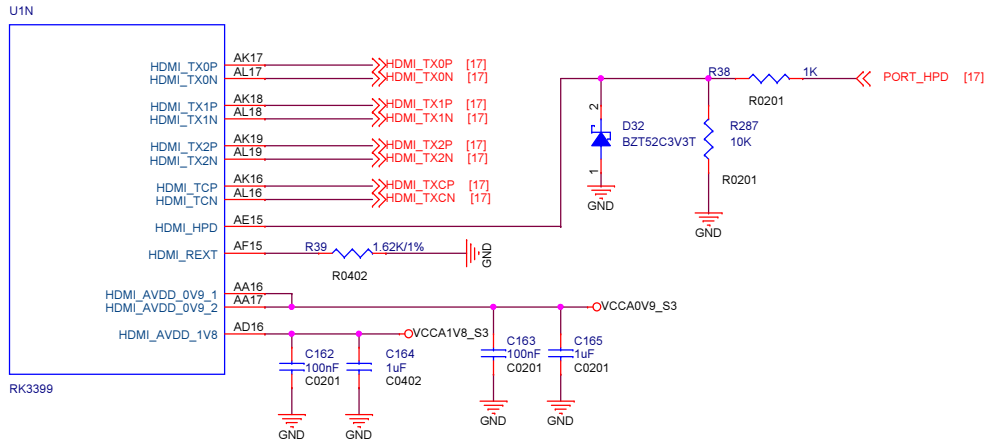 U1N
HDMI_TX0P AK17 HDMI_TX0P [17]
HDMI_TX0N AL17 HDMI_TX0N [17]
R38 1K PORT_HPD [17]
R0201
HDMI_TX1P AK18 HDMI_TX1P [17]
HDMI_TX1N AL18 HDMI_TX1N [17]
2
D32 R287
BZT52C3V3T 10K
HDMI_TX2P AK19 HDMI_TX2P [17]
HDMI_TX2N AL19 HDMI_TX2N [17]
1 R0201
HDMI_TCP AK16 HDMI_TXCP [17]
HDMI_TCN AL16 HDMI_TXCN [17]
GND
GND
HDMI_HPD AE15
HDMI_REXT AF15 R39 1.62K/1% GND
R0402
HDMI_AVDD_0V9_1 AA16
HDMI_AVDD_0V9_2 AA17 VCCA0V9_S3
HDMI_AVDD_1V8 AD16 VCCA1V8_S3
C162 C164 C163 C165
100nF 1uF 100nF 1uF
C0201 C0402 C0201 C0201
RK3399
GND GND GND GND